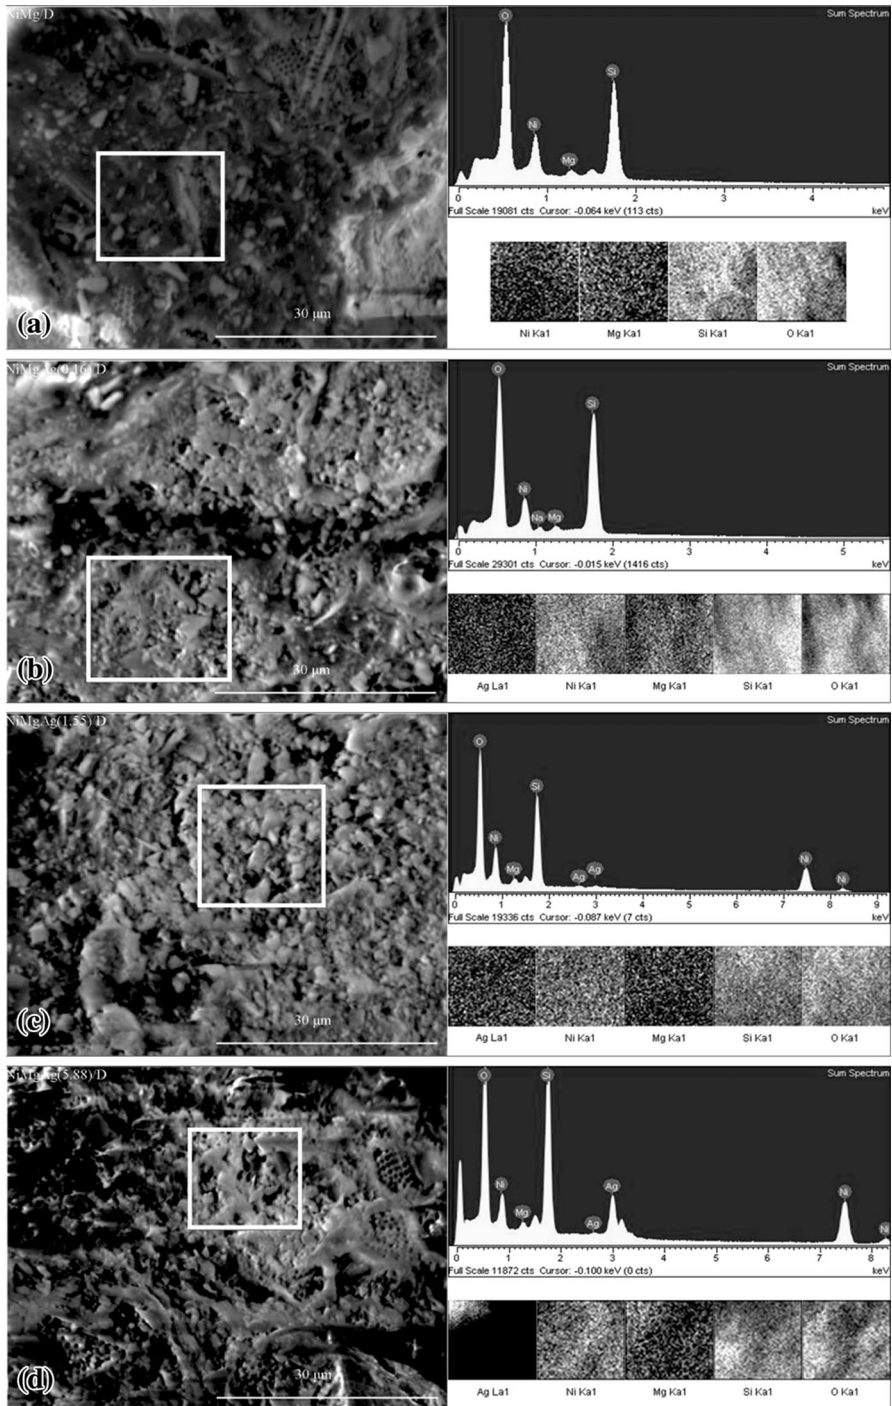 NiMg/D
Sum Spectrum
O
Si
Ni
Mg
0 1 2 3 4
Full Scale 19081 cts Cursor: -0.064 keV (113 cts) keV
30 μm
(a)
Ni Ka1 Mg Ka1 Si Ka1 O Ka1
NiMgAg(0.16)/D
Sum Spectrum
O
Si
Ni
Na Mg
0 1 2 3 4 5
Full Scale 29301 cts Cursor: -0.015 keV (1416 cts) keV
30 μm
(b)
Ag La1 Ni Ka1 Mg Ka1 Si Ka1 O Ka1
NiMgAg(1.55)/D
Sum Spectrum
O
Si
Ni
Mg Ag Ag Ni Ni
0 1 2 3 4 5 6 7 8 9
Full Scale 19336 cts Cursor: -0.087 keV (7 cts) keV
30 μm
(c)
Ag La1 Ni Ka1 Mg Ka1 Si Ka1 O Ka1
NiMgAg(5.88)/D
Sum Spectrum
O Si
Ni Ag Ni
Mg Ag Ni
0 1 2 3 4 5 6 7 8
Full Scale 11872 cts Cursor: -0.100 keV (0 cts) keV
30 μm
(d)
Ag La1 Ni Ka1 Mg Ka1 Si Ka1 O Ka1